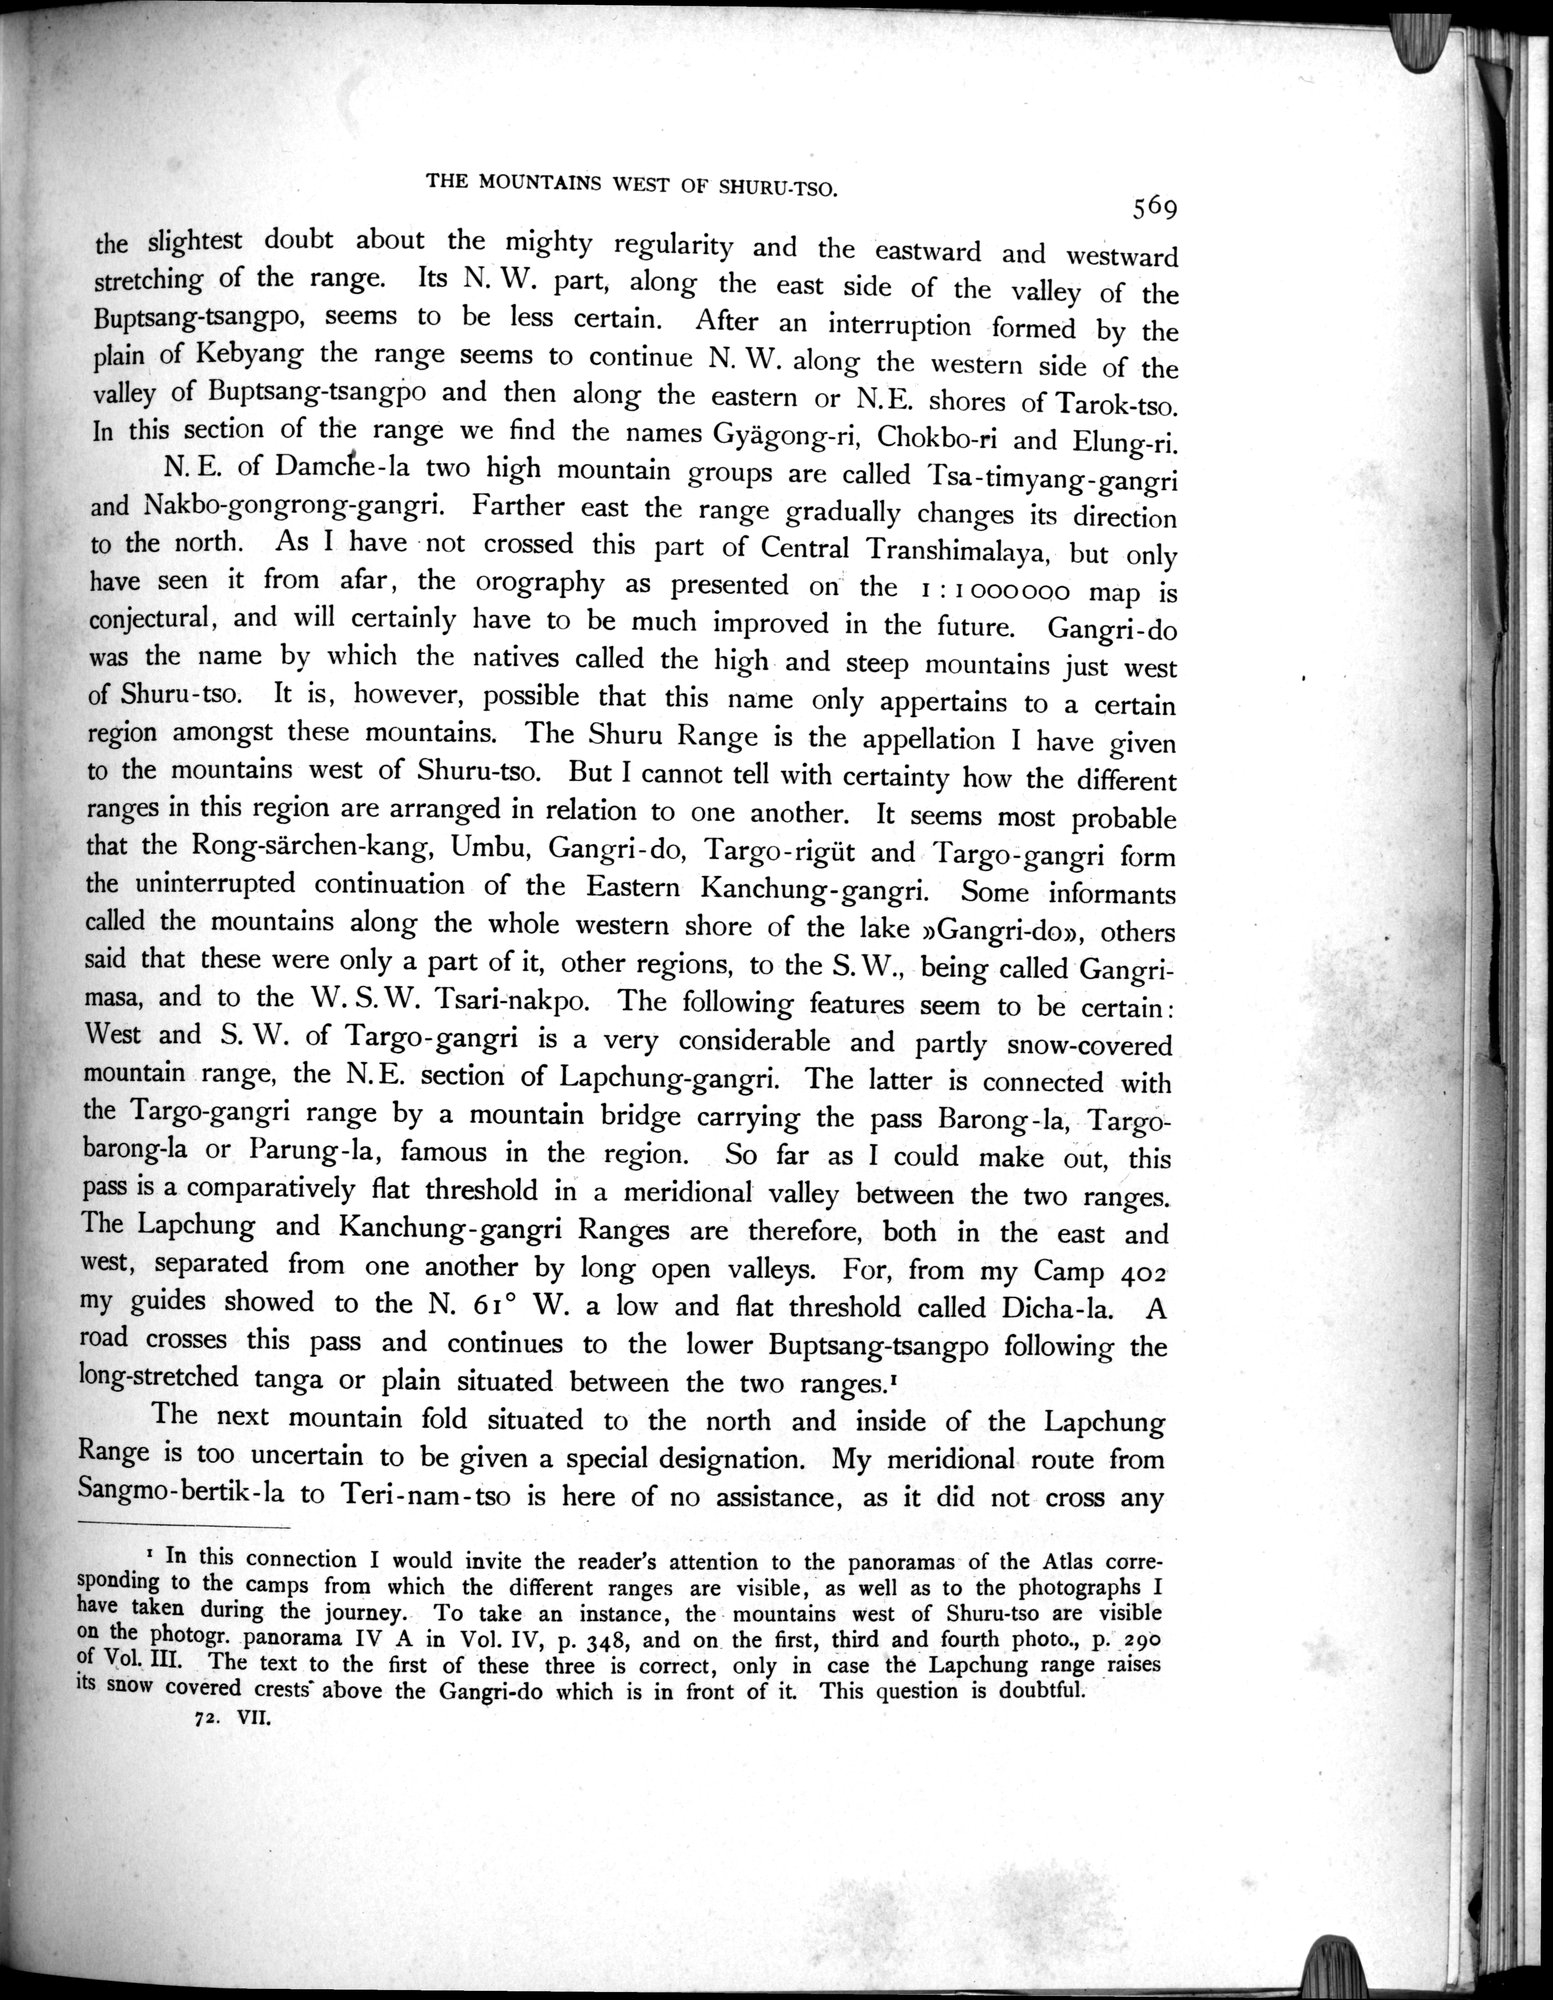 THE MOUNTAINS WEST OF SHURU-TSO.
569
the slightest doubt about the mighty regularity and the eastward and westward
stretching of the range. Its N. W. part, along the east side of the valley of the
Buptsang-tsangpo, seems to be less certain. After an interruption formed by the
plain of Kebyang the range seems to continue N. W. along the western side of the
valley of Buptsang-tsangpo and then along the eastern or N.E. shores of Tarok-tso.
In this section of the range we find the names Gyägong-ri, Chokbo-ri and Elung-ri.
N. E. of Damche-la two high mountain groups are called Tsa-timyang-gangri
and Nakbo-gongrong-gangri. Farther east the range gradually changes its direction
to the north. As I have not crossed this part of Central Transhimalaya, but only
have seen it from afar, the orography as presented on the 1 : 1 000 000 map is
conjectural, and will certainly have to be much improved in the future. Gangri-do
was the name by which the natives called the high and steep mountains just west
of Shuru-tso. It is, however, possible that this name only appertains to a certain
region amongst these mountains. The Shuru Range is the appellation I have given
to the mountains west of Shuru-tso. But I cannot tell with certainty how the different
ranges in this region are arranged in relation to one another. It seems most probable
that the Rong-särchen-kang, Umbu, Gangri-do, Targo-rigüt and Targo-gangri form
the uninterrupted continuation of the Eastern Kanchung-gangri. Some informants
called the mountains along the whole western shore of the lake »Gangri-do», others
said that these were only a part of it, other regions, to the S. W., being called Gangri-
masa, and to the W. S. W. Tsari-nakpo. The following features seem to be certain:
West and S. W. of Targo-gangri is a very considerable and partly snow-covered
mountain range, the N. E. section of Lapchung-gangri. The latter is connected with
the Targo-gangri range by a mountain bridge carrying the pass Barong-la, Targo-
barong-la or Parung-la, famous in the region. So far as I could make out, this
pass is a comparatively flat threshold in a meridional valley between the two ranges.
The Lapchung and Kanchung-gangri Ranges are therefore, both in the east and
west, separated from one another by long open valleys. For, from my Camp 402
my guides showed to the N. 61° W. a low and flat threshold called Dicha-la. A
road crosses this pass and continues to the lower Buptsang-tsangpo following the
long-stretched tanga or plain situated between the two ranges.¹
The next mountain fold situated to the north and inside of the Lapchung
Range is too uncertain to be given a special designation. My meridional route from
Sangmo-bertik-la to Teri-nam-tso is here of no assistance, as it did not cross any
¹ In this connection I would invite the reader's attention to the panoramas of the Atlas corre-
sponding to the camps from which the different ranges are visible, as well as to the photographs I
have taken during the journey. To take an instance, the mountains west of Shuru-tso are visible
on the photogr. panorama IV A in Vol. IV, p. 348, and on the first, third and fourth photo., p. 290
of Vol. III. The text to the first of these three is correct, only in case the Lapchung range raises
its snow covered crests above the Gangri-do which is in front of it. This question is doubtful.
72. VII.